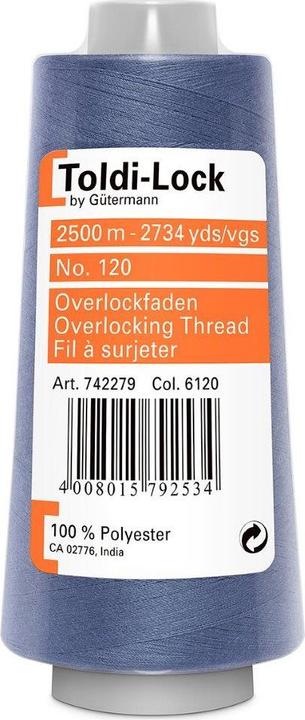 Toldi-Lock
by Gütermann
2500 m - 2734 yds/vgs
No. 120
Overlockfaden
Overlocking Thread
Fil à surjeter
Art. 742279 Col. 6120
4 008015 792534
100 % Polyester
CA 02776, India